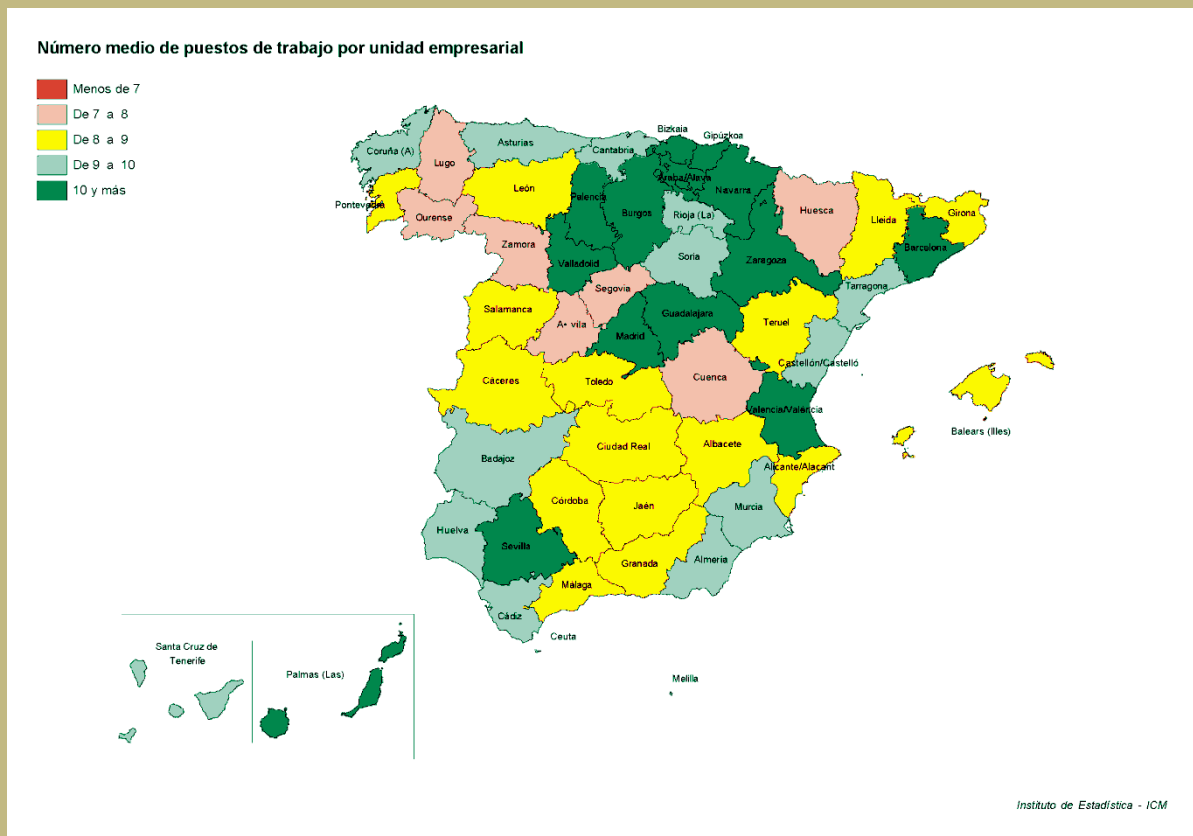 Número medio de puestos de trabajo por unidad empresarial
Menos de 7
De 7 a 8
De 8 a 9
De 9 a 10
10 y más
Bizkaia
Gipúzkoa
Coruña (A)
Asturias
Cantabria
Lugo
Araba/Alava
Navarra
León
Palencia
Burgos
Rioja (La)
Huesca
Lleida
Girona
Pontevedra
Ourense
Barcelona
Zamora
Valladolid
Soria
Zaragoza
Tarragona
Segovia
Salamanca
A• vila
Guadalajara
Teruel
Madrid
Castellón/Castelló
Cáceres
Toledo
Cuenca
Valencia/València
Balears (Illes)
Ciudad Real
Albacete
Badajoz
Alicante/Alacant
Córdoba
Jaén
Murcia
Huelva
Sevilla
Granada
Almería
Málaga
Cádiz
Ceuta
Santa Cruz de
Tenerife
Palmas (Las)
Melilla
Instituto de Estadística - ICM